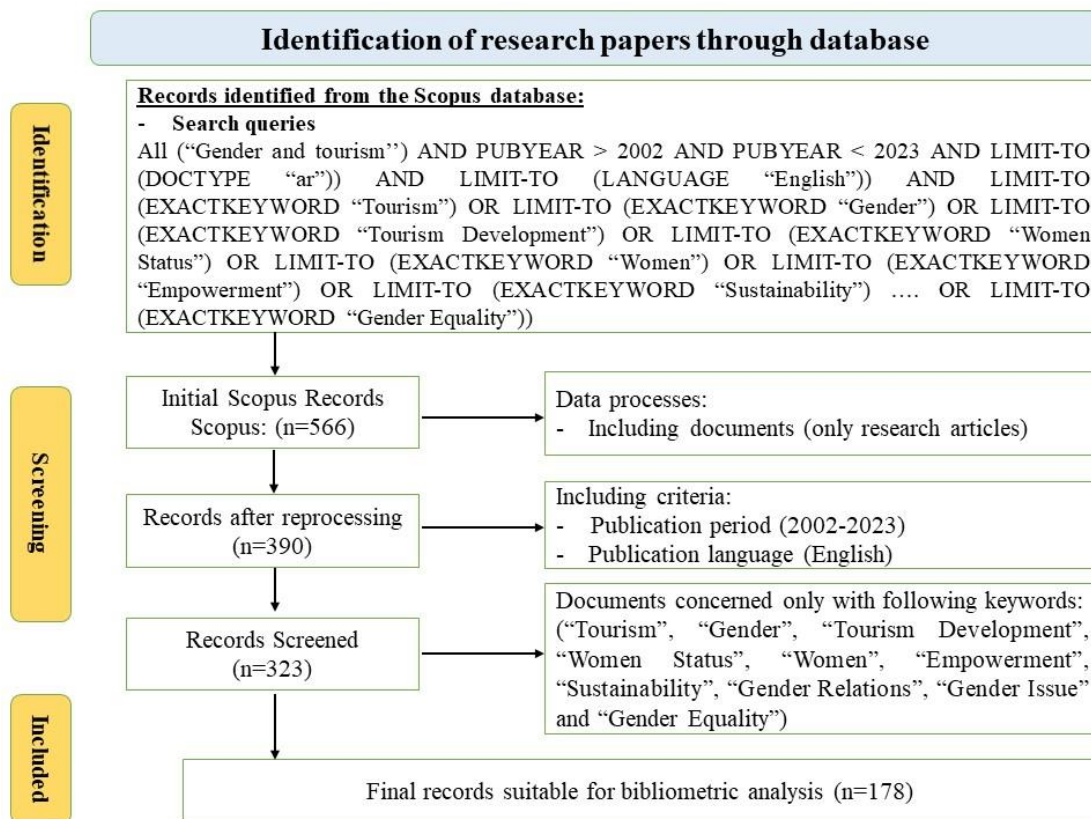 Identification of research papers through database
Identification
Records identified from the Scopus database:
- Search queries
All (“Gender and tourism’’) AND PUBYEAR > 2002 AND PUBYEAR < 2023 AND LIMIT-TO
(DOCTYPE “ar”)) AND LIMIT-TO (LANGUAGE “English”)) AND LIMIT-TO
(EXACTKEYWORD “Tourism”) OR LIMIT-TO (EXACTKEYWORD “Gender”) OR LIMIT-TO
(EXACTKEYWORD “Tourism Development”) OR LIMIT-TO (EXACTKEYWORD “Women
Status”) OR LIMIT-TO (EXACTKEYWORD “Women”) OR LIMIT-TO (EXACTKEYWORD
“Empowerment”) OR LIMIT-TO (EXACTKEYWORD “Sustainability”) …. OR LIMIT-TO
(EXACTKEYWORD “Gender Equality”))
Screening
Initial Scopus Records
Scopus: (n=566)
Data processes:
- Including documents (only research articles)
Records after reprocessing
(n=390)
Including criteria:
- Publication period (2002-2023)
- Publication language (English)
Records Screened
(n=323)
Documents concerned only with following keywords:
(“Tourism”, “Gender”, “Tourism Development”,
“Women Status”, “Women”, “Empowerment”,
“Sustainability”, “Gender Relations”, “Gender Issue”
and “Gender Equality”)
Included
Final records suitable for bibliometric analysis (n=178)